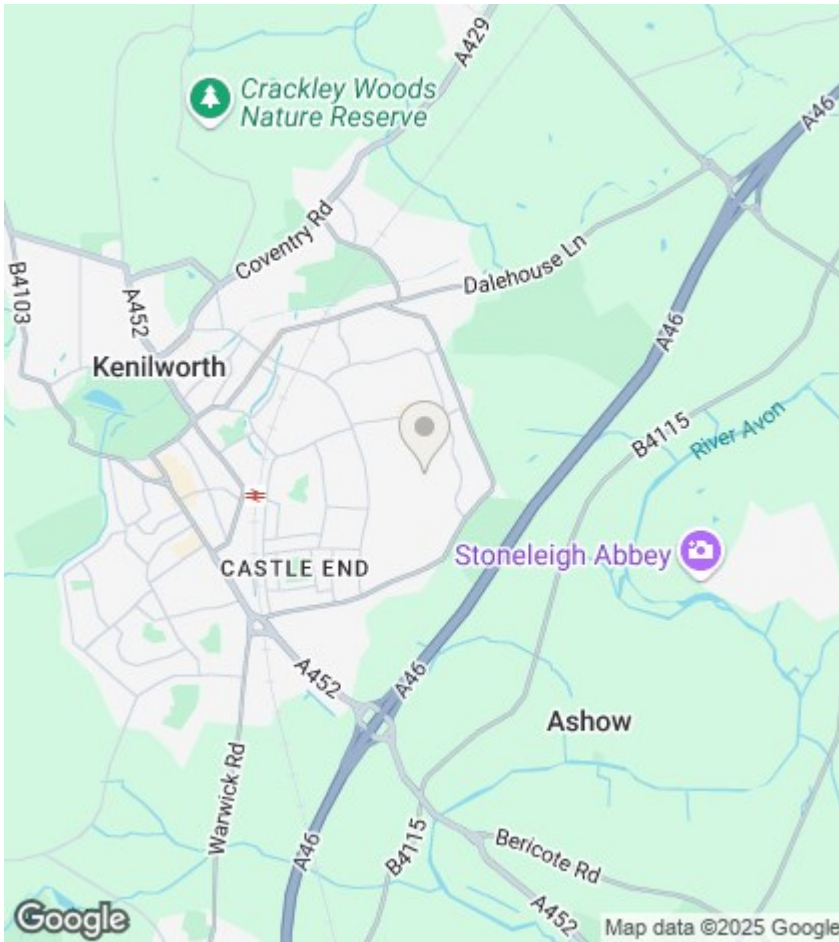 A429
Crackley Woods
Nature Reserve
A46
Coventry Rd
Dalehouse Ln
B4103
A452
Kenilworth
A46
B4115
River Avon
Stoneleigh Abbey
CASTLE END
A452
A46
Ashow
Warwick Rd
B4115
Bericote Rd
A46
A452
Google
Map data ©2025 Google